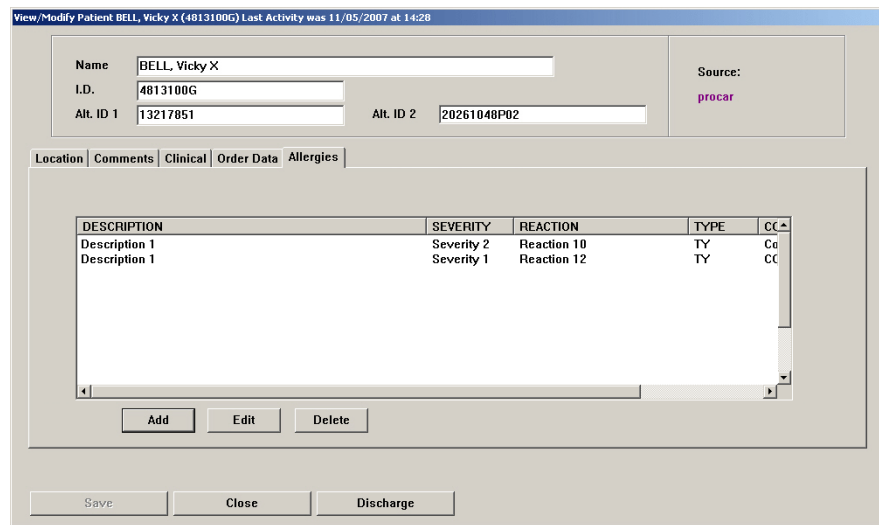 View/Modify Patient BELL, Vicky X (4813100G) Last Activity was 11/05/2007 at 14:28
Name BELL, Vicky X
Source:
I.D. 4813100G
procar
Alt. ID 1 13217851 Alt. ID 2 20261048P02
Location Comments Clinical Order Data Allergies
DESCRIPTION SEVERITY REACTION TYPE CC
Description 1 Severity 2 Reaction 10 TY Co
Description 1 Severity 1 Reaction 12 TY CC
Add Edit Delete
Save Close Discharge